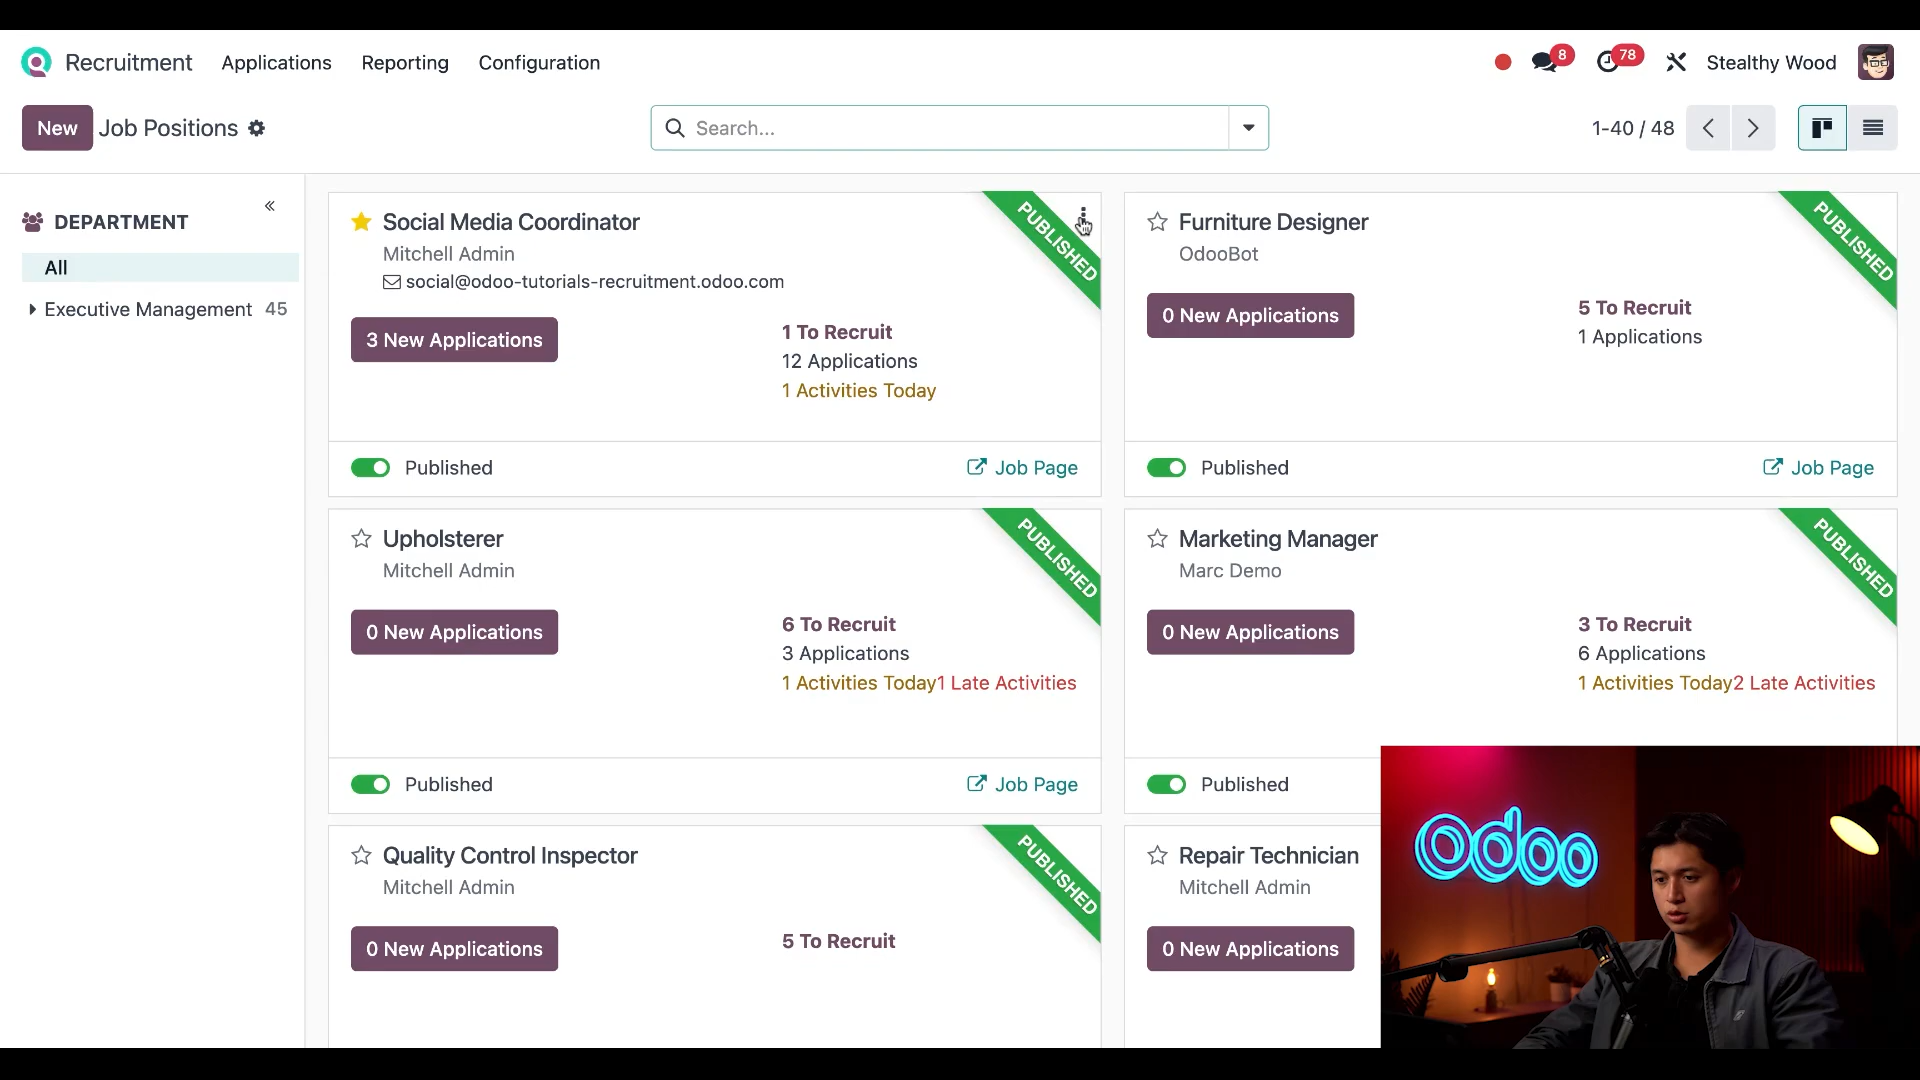 Recruitment Applications Reporting Configuration 8 78 Stealthy Wood
New Job Positions Search... 1-40 / 48
DEPARTMENT
All
Executive Management 45
Social Media Coordinator
Mitchell Admin
social@odoo-tutorials-recruitment.odoo.com
PUBLISHED
3 New Applications
1 To Recruit
12 Applications
1 Activities Today
Published Job Page
Furniture Designer
OdooBot
PUBLISHED
0 New Applications
5 To Recruit
1 Applications
Published Job Page
Upholsterer
Mitchell Admin
PUBLISHED
0 New Applications
6 To Recruit
3 Applications
1 Activities Today1 Late Activities
Published Job Page
Marketing Manager
Marc Demo
PUBLISHED
0 New Applications
3 To Recruit
6 Applications
1 Activities Today2 Late Activities
Published
Quality Control Inspector
Mitchell Admin
PUBLISHED
0 New Applications
5 To Recruit
Repair Technician
Mitchell Admin
0 New Applications
odoo